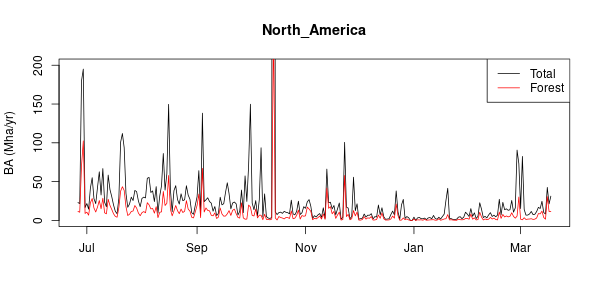 North_America
Total
Forest
BA (Mha/yr)
200
150
100
50
0
Jul Sep Nov Jan Mar